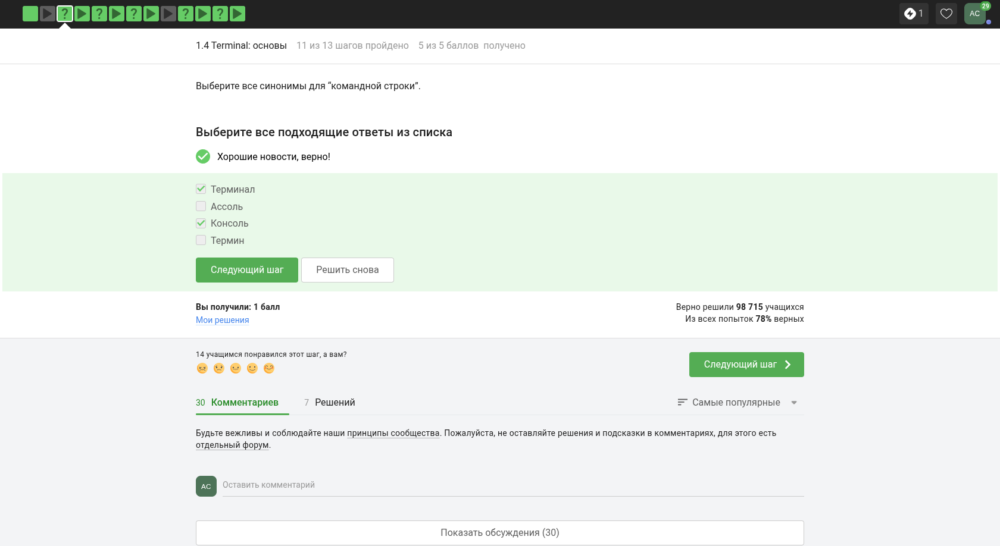 ? ? ? ? ?
1
АС
29
1.4 Terminal: основы 11 из 13 шагов пройдено 5 из 5 баллов получено
Выберите все синонимы для “командной строки”.
Выберите все подходящие ответы из списка
Хорошие новости, верно!
Терминал
Ассоль
Консоль
Термин
Следующий шаг Решить снова
Вы получили: 1 балл
Мои решения
Верно решили 98 715 учащихся
Из всех попыток 78% верных
14 учащимся понравился этот шаг, а вам?
Следующий шаг
30 Комментариев 7 Решений Самые популярные
Будьте вежливы и соблюдайте наши принципы сообщества. Пожалуйста, не оставляйте решения и подсказки в комментариях, для этого есть
отдельный форум.
АС Оставить комментарий
Показать обсуждения (30)